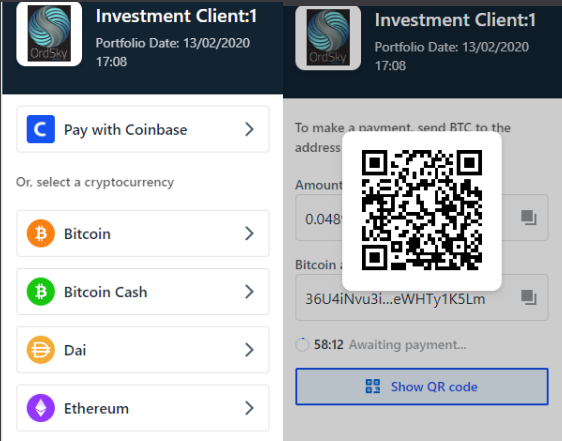 OrdSky
Investment Client:1
Portfolio Date: 13/02/2020
17:08
Pay with Coinbase
Or, select a cryptocurrency
Bitcoin
Bitcoin Cash
Dai
Ethereum
OrdSky
Investment Client:1
Portfolio Date: 13/02/2020
17:08
To make a payment, send BTC to the
address
Amount
Bitcoin
36U4iNvu3i...eWHTy1K5Lm
58:12 Awaiting payment...
Show QR code